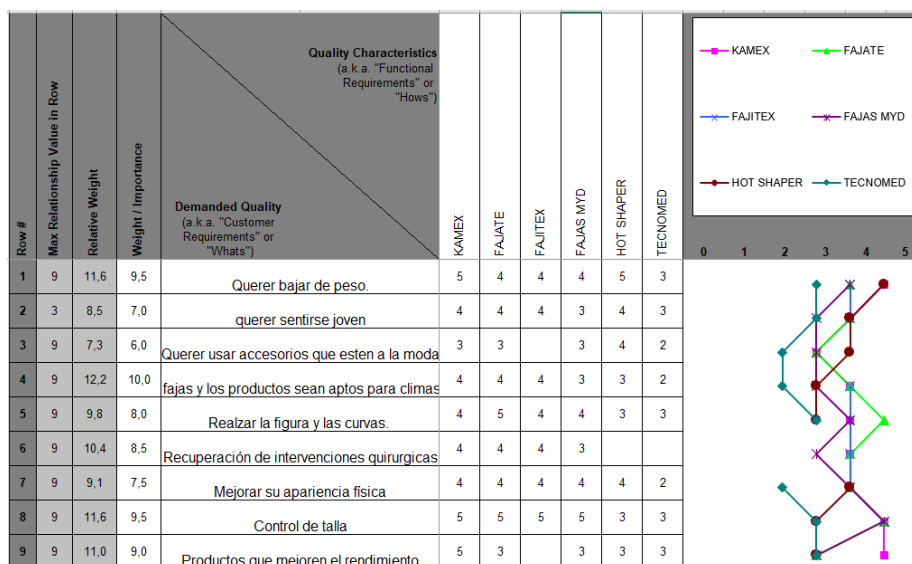 Quality Characteristics
(a.k.a. "Functional
Requirements" or
"Hows")
Demanded Quality
(a.k.a. "Customer
Requirements" or
"Whats")
Row #
Max Relationship Value in Row
Relative Weight
Weight / Importance
KAMEX
FAJATE
FAJITEX
FAJAS MYD
HOT SHAPER
TECNOMED
KAMEX FAJATE
FAJITEX FAJAS MYD
HOT SHAPER TECNOMED
0 1 2 3 4 5
1 9 11,6 9,5 Querer bajar de peso. 5 4 4 4 5 3
2 3 8,5 7,0 querer sentirse joven 4 4 4 3 4 3
3 9 7,3 6,0 Querer usar accesorios que esten a la moda 3 3 3 4 2
4 9 12,2 10,0 fajas y los productos sean aptos para climas 4 4 4 3 3 2
5 9 9,8 8,0 Realzar la figura y las curvas. 4 5 4 4 3 3
6 9 10,4 8,5 Recuperación de intervenciones quirurgicas 4 4 4 3
7 9 9,1 7,5 Mejorar su apariencia física 4 4 4 4 4 2
8 9 11,6 9,5 Control de talla 5 5 5 5 3 3
9 9 11,0 9,0 Productos que mejoren el rendimiento 5 3 3 3 3